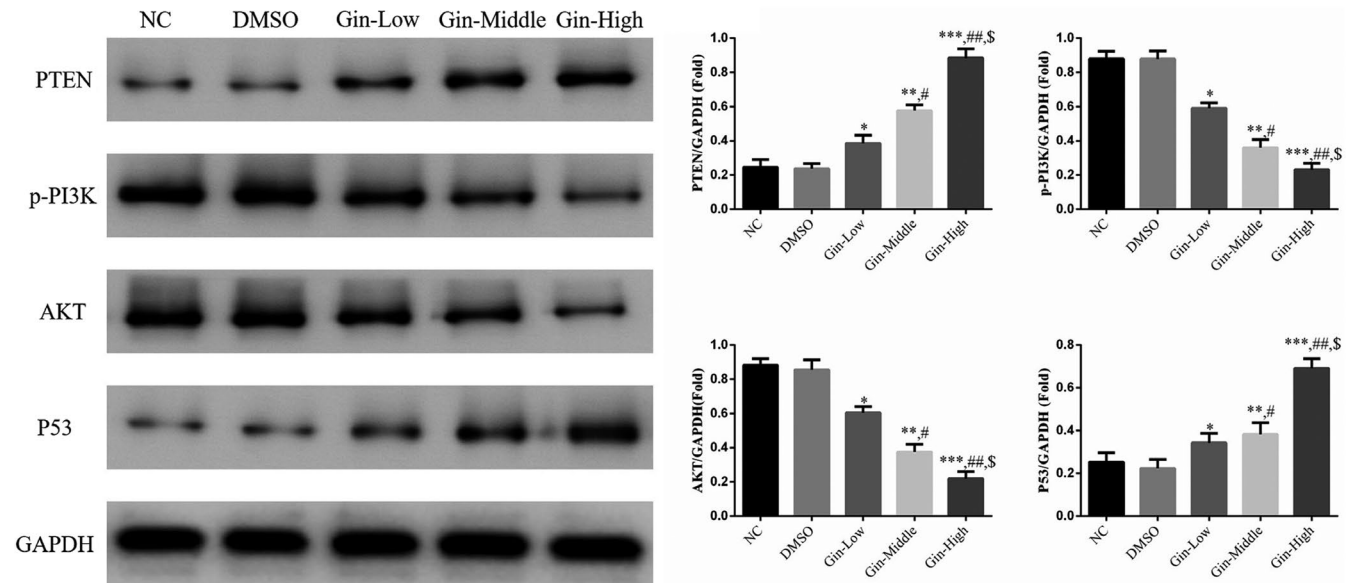 NC DMSO Gin-Low Gin-Middle Gin-High
PTEN
p-PI3K
AKT
P53
GAPDH
PTEN/GAPDH (Fold)
1.0
0.8
0.6
0.4
0.2
0.0
*
**,#
***,##,$
NC DMSO Gin-Low Gin-Middle Gin-High
p-PI3K/GAPDH (Fold)
1.0
0.8
0.6
0.4
0.2
0.0
*
**,#
***,##,$
NC DMSO Gin-Low Gin-Middle Gin-High
AKT/GAPDH(Fold)
1.0
0.8
0.6
0.4
0.2
0.0
*
**,#
***,##,$
NC DMSO Gin-Low Gin-Middle Gin-High
P53/GAPDH (Fold)
0.8
0.6
0.4
0.2
0.0
*
**,#
***,##,$
NC DMSO Gin-Low Gin-Middle Gin-High